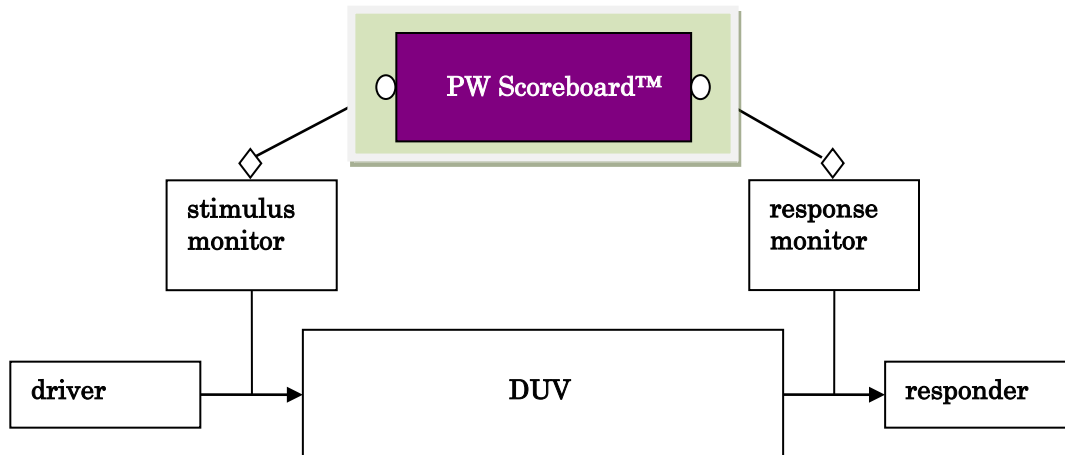 PW Scoreboard™
stimulus
monitor
response
monitor
driver
DUV
responder